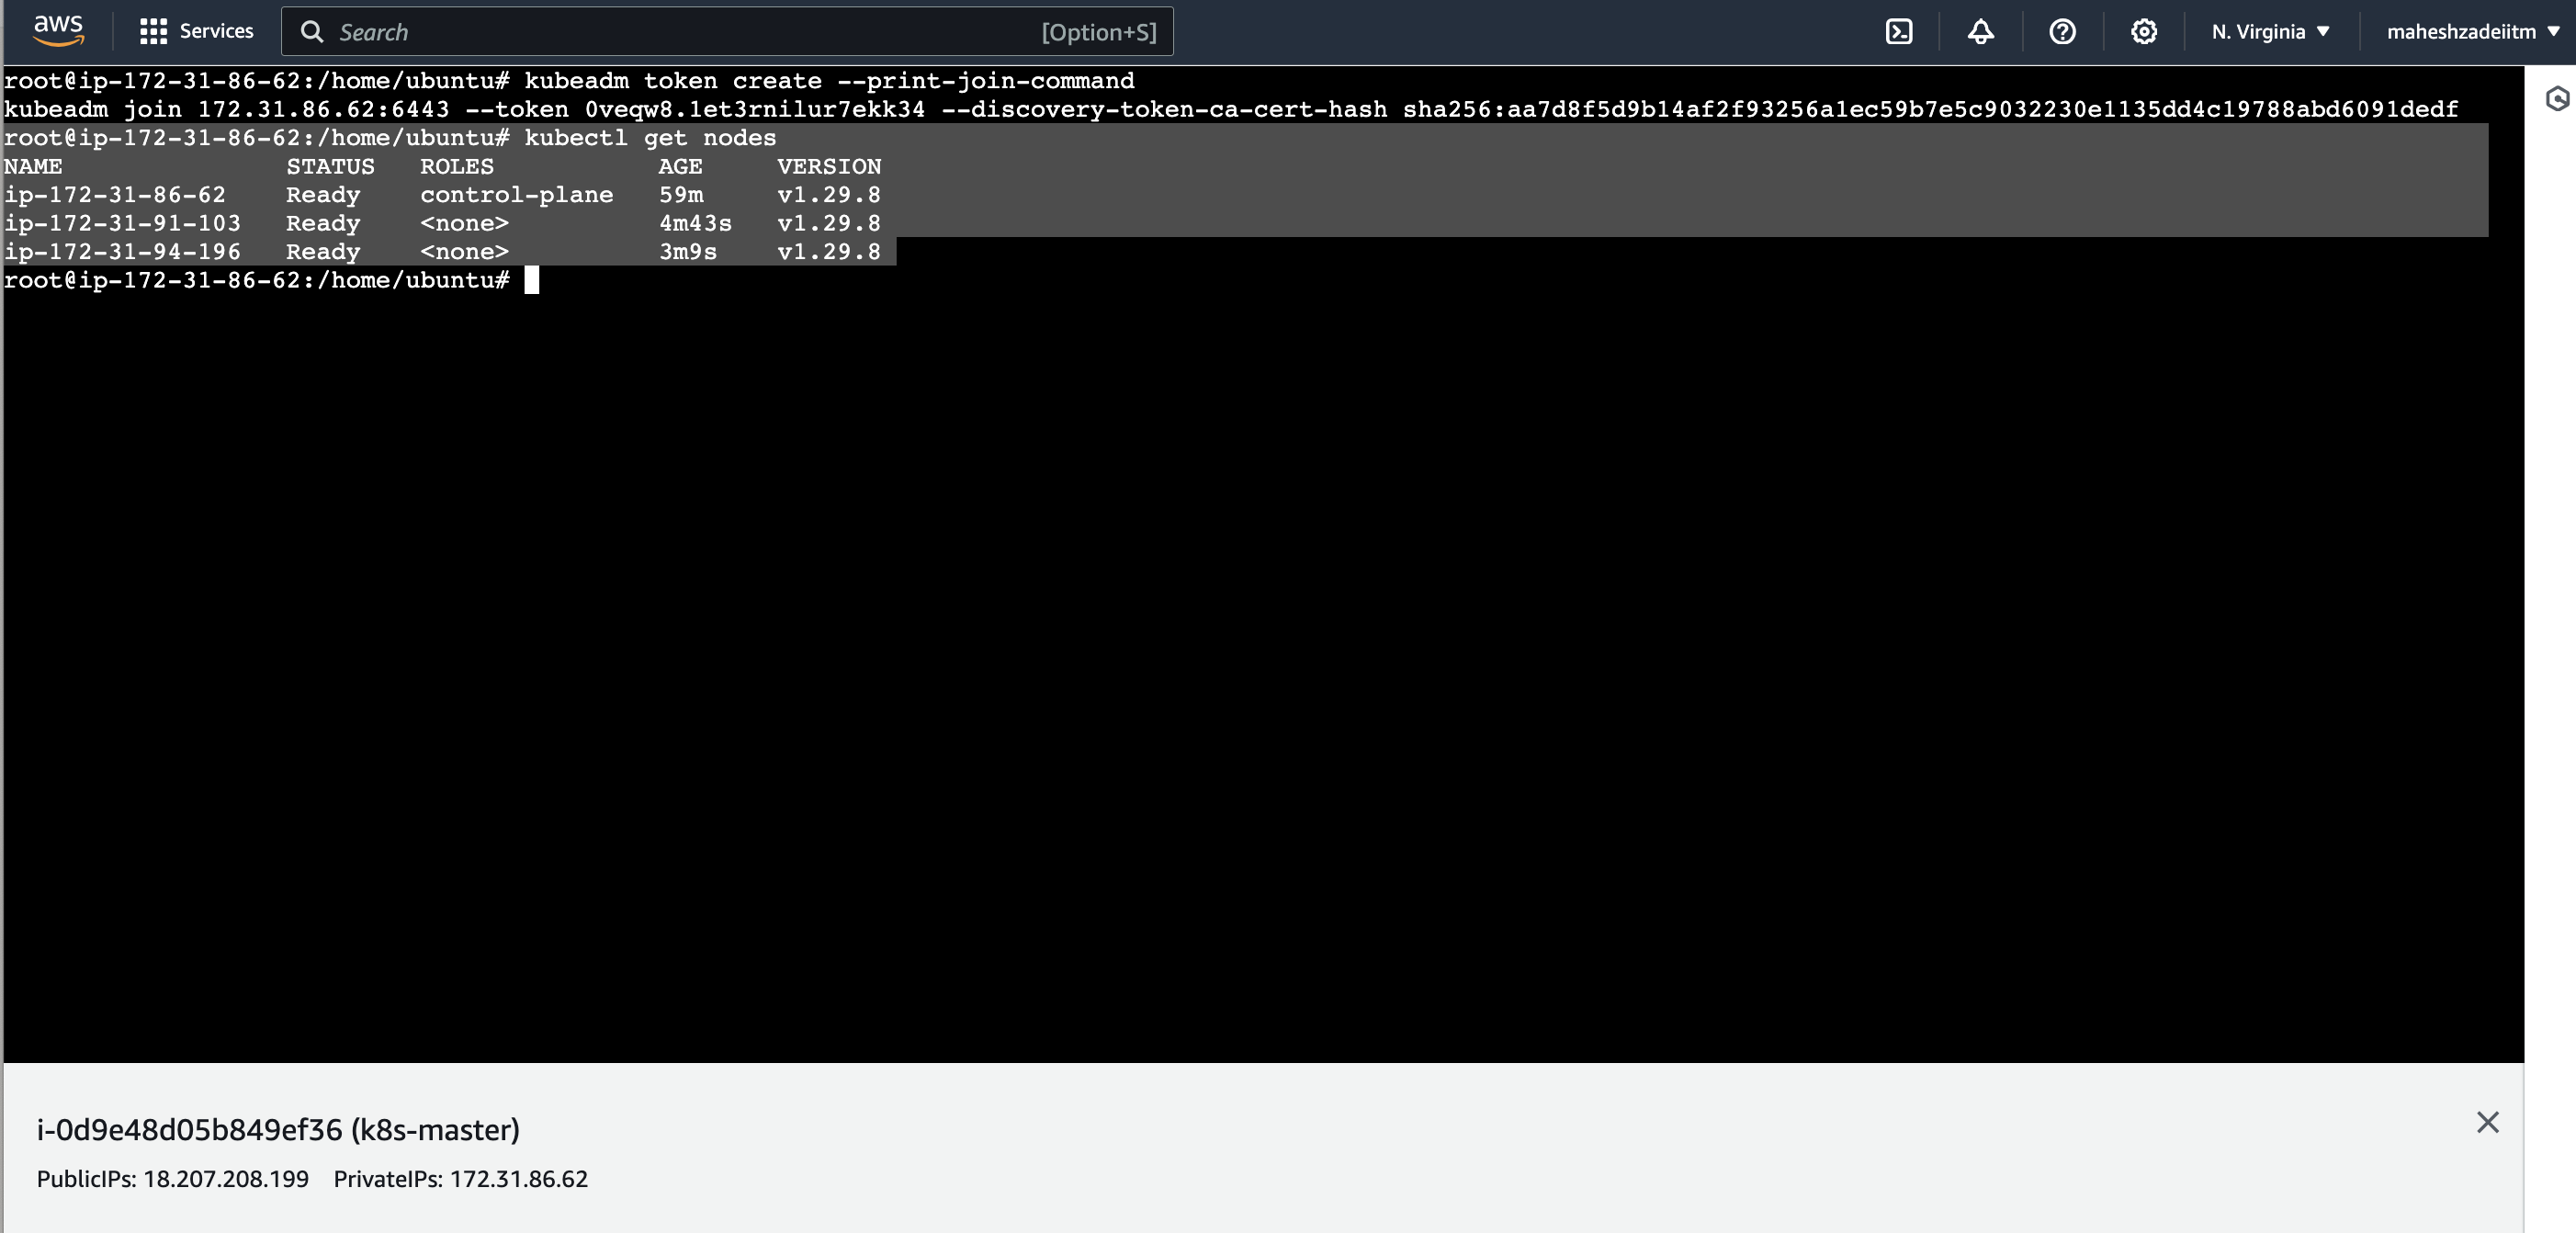 aws Services Search [Option+S] N. Virginia maheshzadeiitm
root@ip-172-31-86-62:/home/ubuntu# kubeadm token create --print-join-command
kubeadm join 172.31.86.62:6443 --token 0veqw8.1et3rnilur7ekk34 --discovery-token-ca-cert-hash sha256:aa7d8f5d9b14af2f93256a1ec59b7e5c9032230e1135dd4c19788abd6091dedf
root@ip-172-31-86-62:/home/ubuntu# kubectl get nodes
NAME STATUS ROLES AGE VERSION
ip-172-31-86-62 Ready control-plane 59m v1.29.8
ip-172-31-91-103 Ready <none> 4m43s v1.29.8
ip-172-31-94-196 Ready <none> 3m9s v1.29.8
root@ip-172-31-86-62:/home/ubuntu#
i-0d9e48d05b849ef36 (k8s-master)
PublicIPs: 18.207.208.199 PrivateIPs: 172.31.86.62